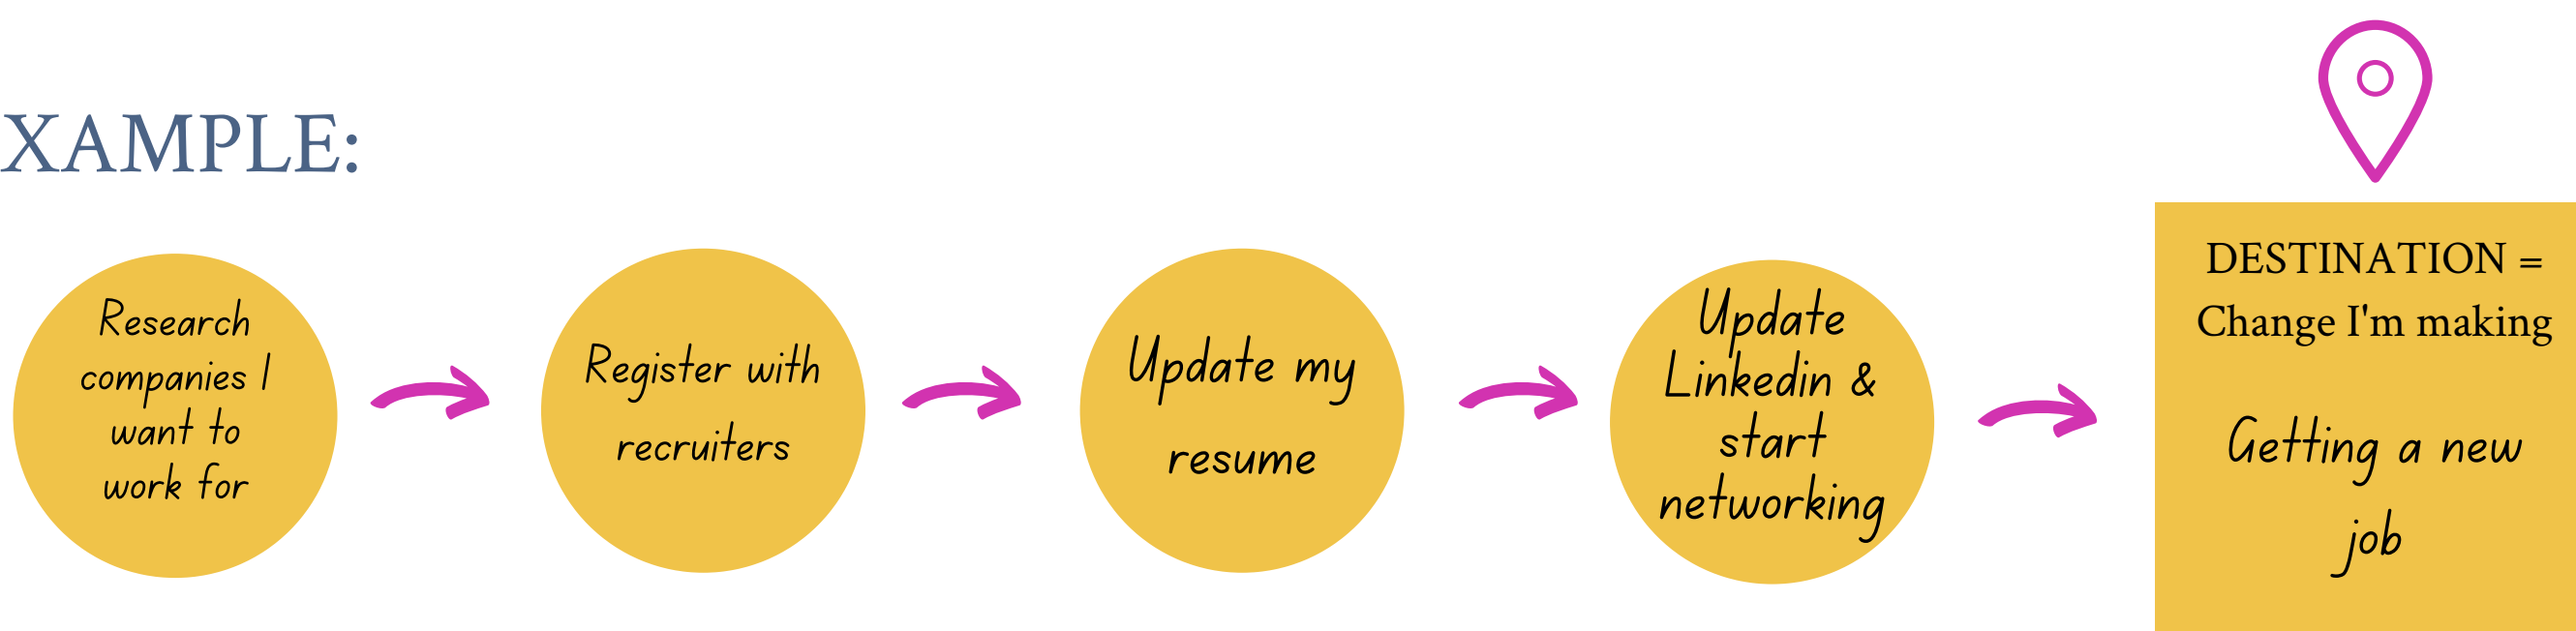 XAMPLE:
Research
companies I
want to
work for
Register with
recruiters
Update my
resume
Update
Linkedin &
start
networking
DESTINATION =
Change I'm making
Getting a new
job